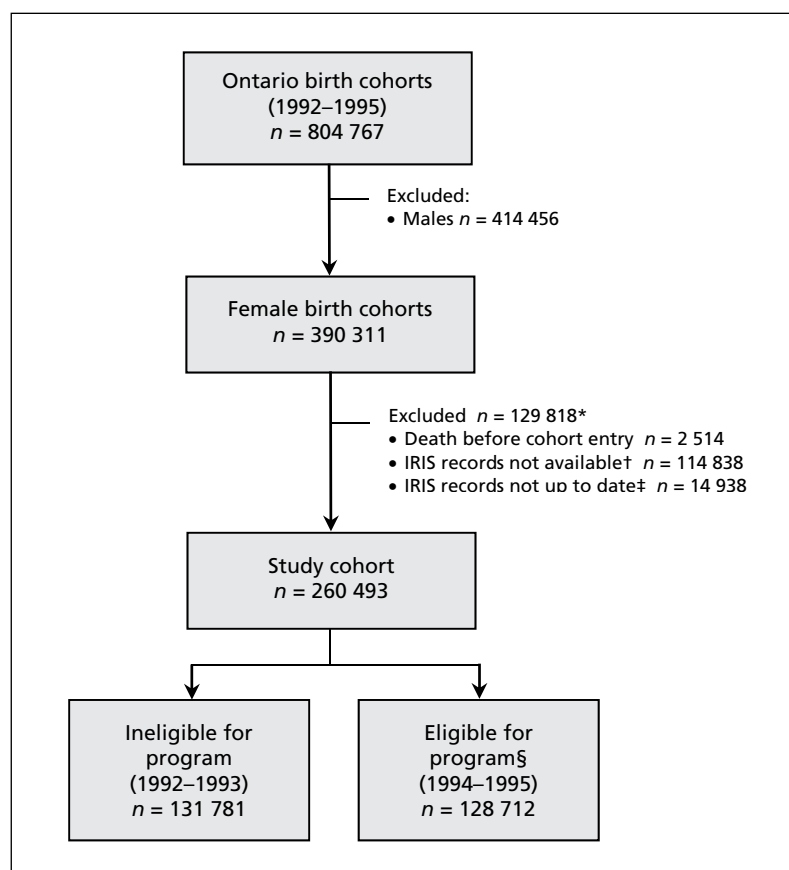 Ontario birth cohorts
(1992–1995)
n = 804 767
Excluded:
• Males n = 414 456
Female birth cohorts
n = 390 311
Excluded n = 129 818*
• Death before cohort entry n = 2 514
• IRIS records not available† n = 114 838
• IRIS records not up to date‡ n = 14 938
Study cohort
n = 260 493
Ineligible for
program
(1992–1993)
n = 131 781
Eligible for
program§
(1994–1995)
n = 128 712